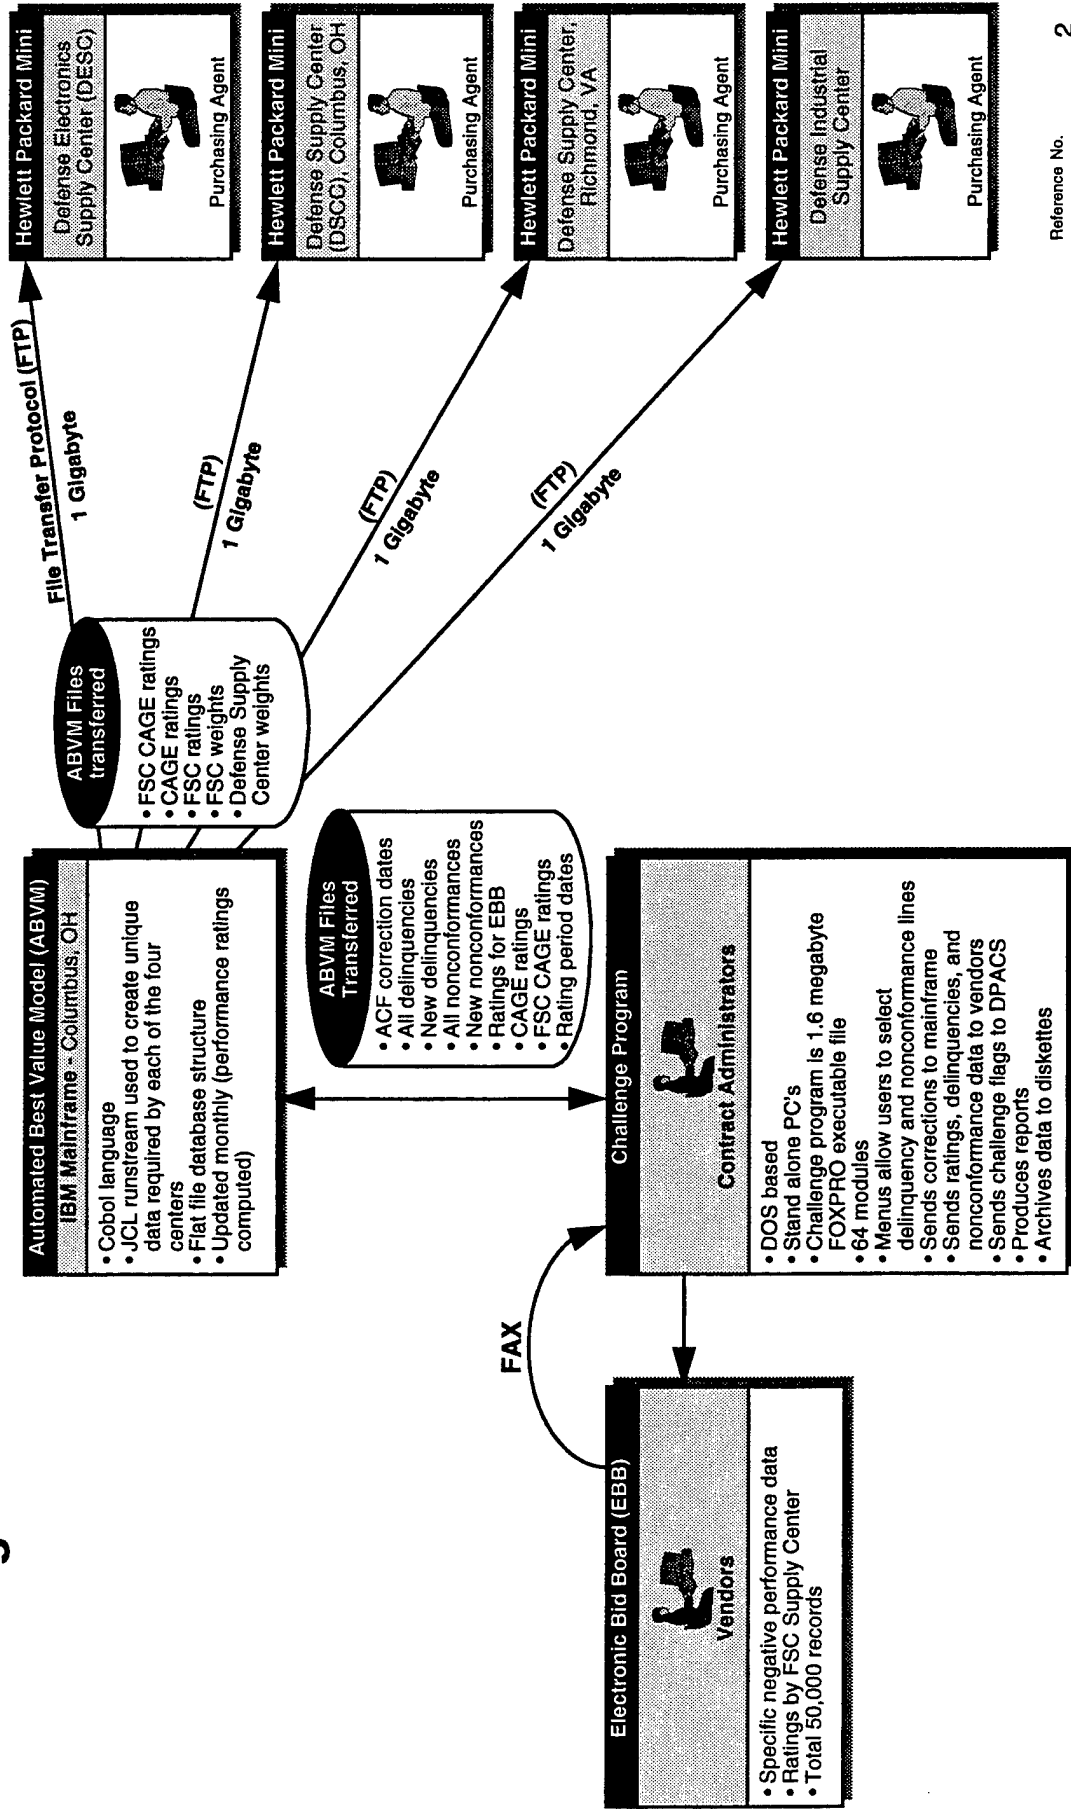 Automated Best Value Model (ABVM)
IBM Mainframe - Columbus, OH
• Cobol language
• JCL runstream used to create unique
data required by each of the four
centers
• Flat file database structure
• Updated monthly (performance ratings
computed)
ABVM Files
transferred
• FSC CAGE ratings
• CAGE ratings
• FSC ratings
• FSC weights
• Defense Supply
Center weights
File Transfer Protocol (FTP)
1 Gigabyte
(FTP)
1 Gigabyte
(FTP)
1 Gigabyte
(FTP)
1 Gigabyte
Hewlett Packard Mini
Defense Electronics
Supply Center (DESC)
Purchasing Agent
Hewlett Packard Mini
Defense Supply Center
(DSCC), Columbus, OH
Purchasing Agent
Hewlett Packard Mini
Defense Supply Center,
Richmond, VA
Purchasing Agent
Hewlett Packard Mini
Defense Industrial
Supply Center
Purchasing Agent
ABVM Files
Transferred
• ACF correction dates
• All delinquencies
• New delinquencies
• All nonconformances
• New nonconformances
• Ratings for EBB
• CAGE ratings
• FSC CAGE ratings
• Rating period dates
FAX
Electronic Bid Board (EBB)
Vendors
• Specific negative performance data
• Ratings by FSC Supply Center
• Total 50,000 records
Challenge Program
Contract Administrators
• DOS based
• Stand alone PC's
• Challenge program is 1.6 megabyte
FOXPRO executable file
• 64 modules
• Menus allow users to select
delinquency and nonconformance lines
• Sends corrections to mainframe
• Sends ratings, delinquencies, and
nonconformance data to vendors
• Sends challenge flags to DPACS
• Produces reports
• Archives data to diskettes
Reference No.
2